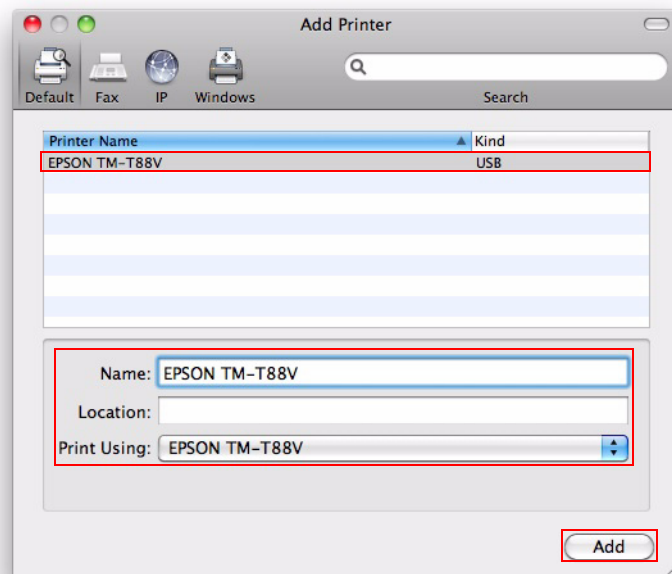 Add Printer
Default Fax IP Windows Search
Printer Name Kind
EPSON TM-T88V USB
Name: EPSON TM-T88V
Location:
Print Using: EPSON TM-T88V
Add